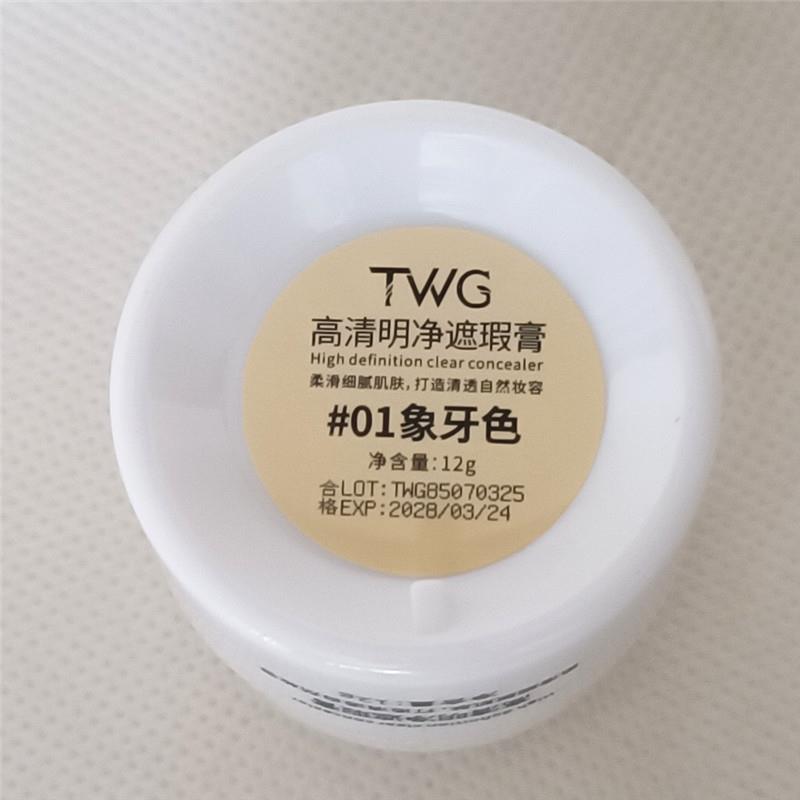 TWG
高清明净遮瑕膏
High definition clear concealer
柔滑细腻肌肤，打造清透自然妆容
#01象牙色
净含量：12g
合LOT:TWG85070325
格EXP:2028/03/24